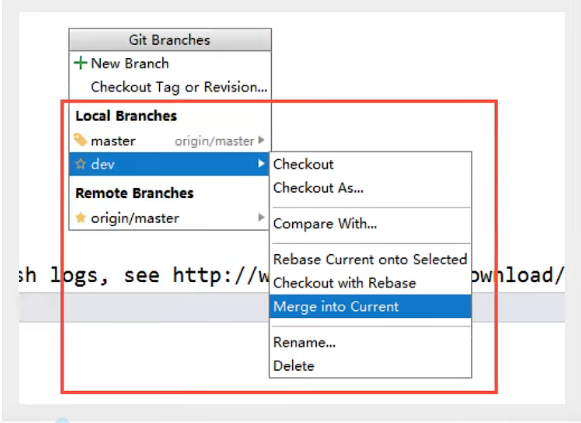 Git Branches
New Branch
Checkout Tag or Revision...
Local Branches
master origin/master
dev
Checkout
Checkout As...
Remote Branches
origin/master
Compare With...
Rebase Current onto Selected
sh logs, see http://w
wnload/
Checkout with Rebase
Merge into Current
Rename...
Delete